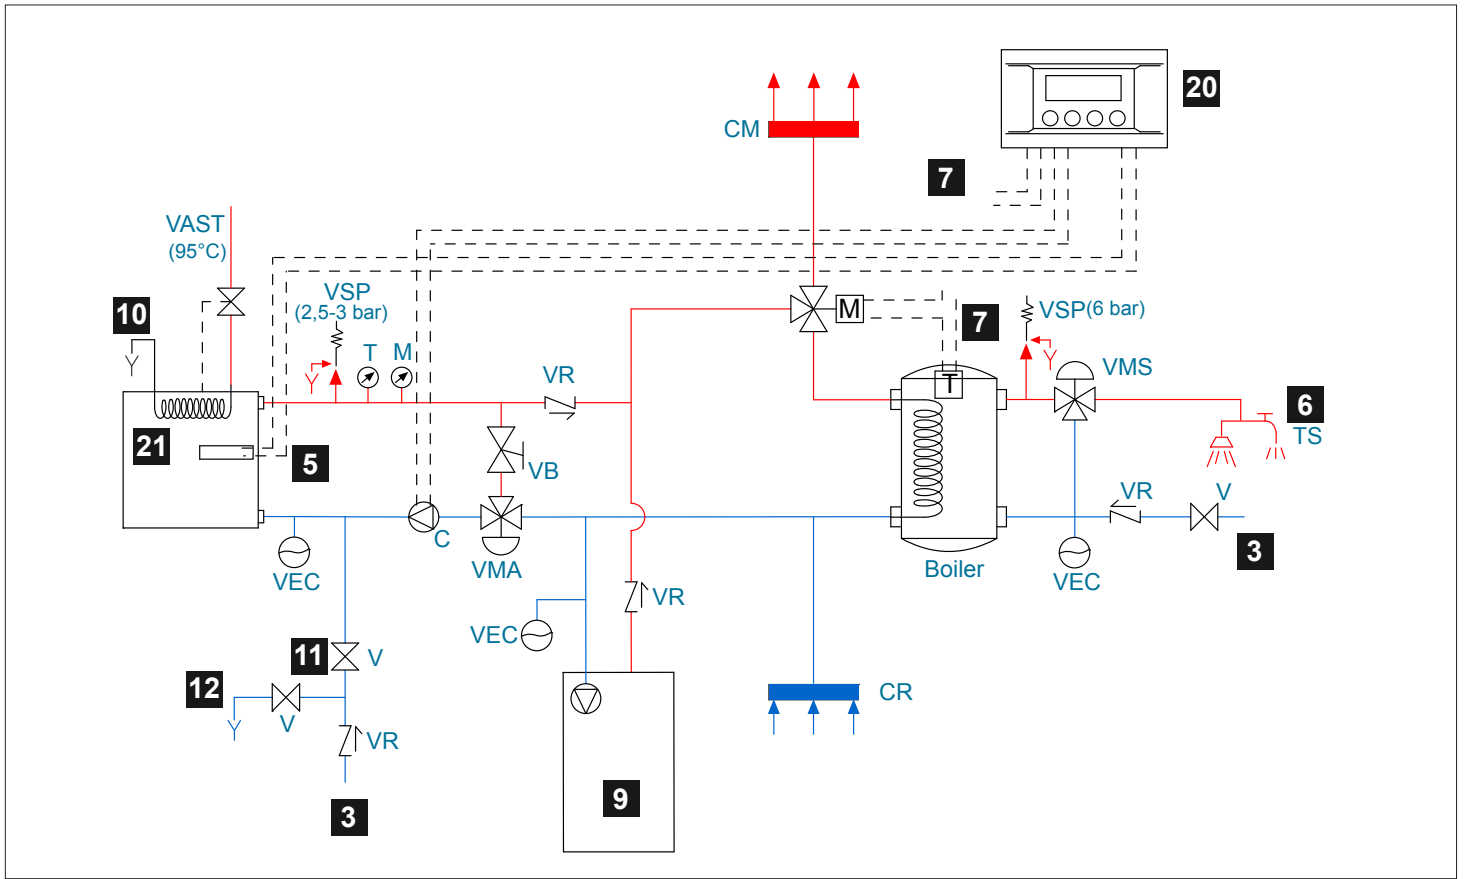 20
CM
7
VAST
(95°C)
VSP
(2,5-3 bar)
10
T
M
M
7
VSP(6 bar)
VR
VMS
T
6
TS
21
5
VB
VR
V
C
3
VEC
VMA
Boiler
VEC
VR
VEC
11
V
12
V
CR
VR
9
3